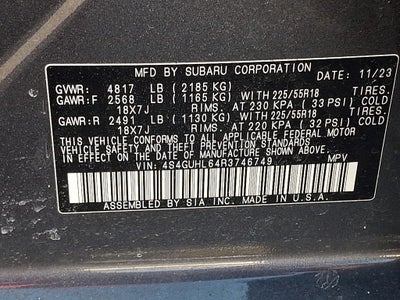 MFD BY SUBARU CORPORATION DATE: 11/23
GVWR: 4817 LB (2185 KG)
GAWR:F 2568 LB (1165 KG) WITH 225/55R18 TIRES.
18X7J RIMS. AT 230 KPA (33 PSI) COLD
GAWR:R 2491 LB (1130 KG) WITH 225/55R18 TIRES.
18X7J RIMS. AT 220 KPA (32 PSI) COLD
THIS VEHICLE CONFORMS TO ALL APPLICABLE FEDERAL MOTOR
VEHICLE SAFETY AND THEFT PREVENTION STANDARDS
IN EFFECT ON THE DATE OF MANUFACTURE SHOWN ABOVE.
VIN: 4S4GUHL64R3746749 MPV
ASSEMBLED BY SIA INC. MADE IN U.S.A.